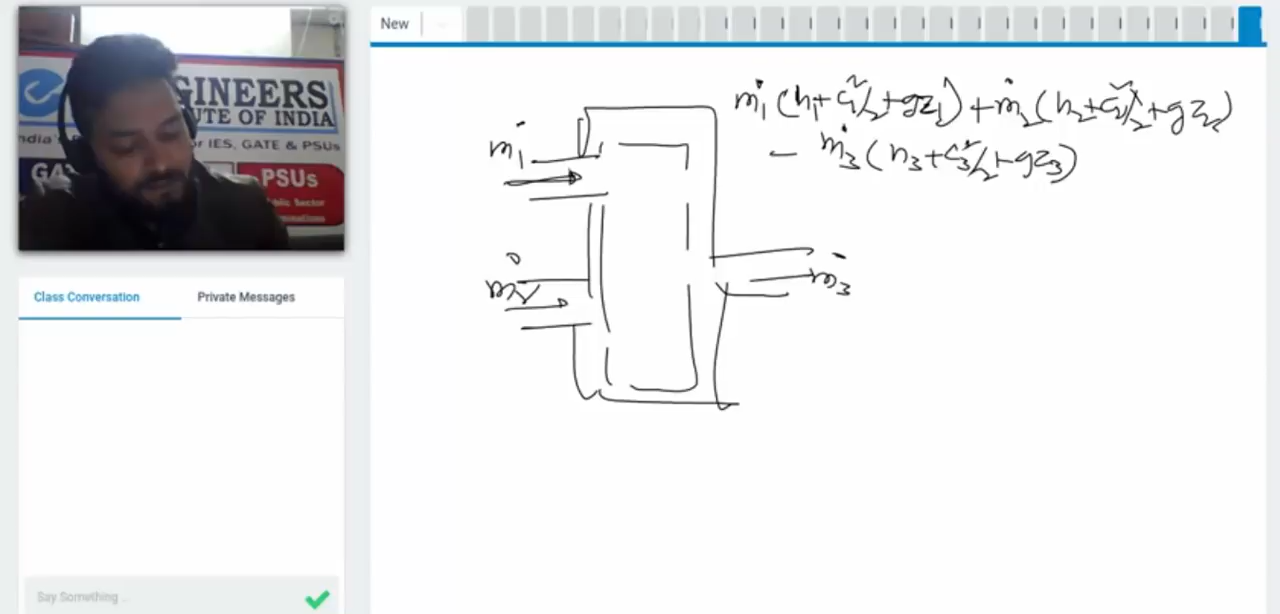 New
GINEERS
UTE OF INDIA
or IES, GATE & PSUs
PSUs
Class Conversation
Private Messages
Say Something ..
ṁ₁(h₁+C₁²/2+gz₁)+ṁ₂(h₂+C₂²/2+gz₂)
– ṁ₃(h₃+C₃²/2+gz₃)
ṁ₁
ṁ₂
ṁ₃